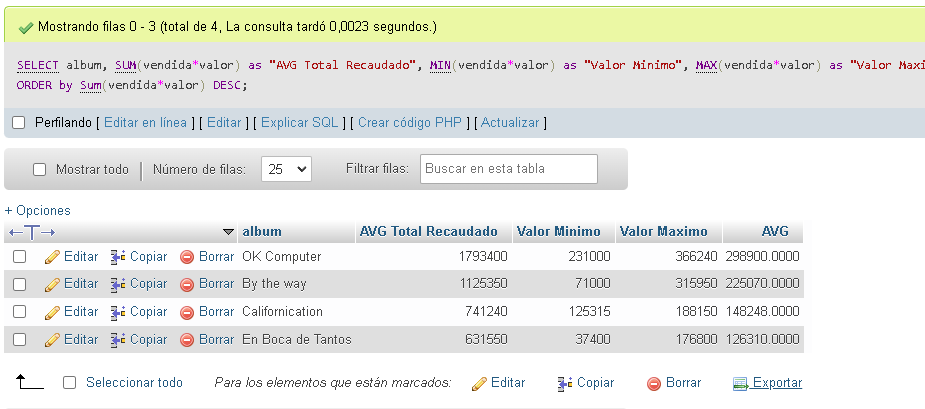 Mostrando filas 0 - 3 (total de 4, La consulta tardó 0,0023 segundos.)
SELECT album, SUM(vendida*valor) as "AVG Total Recaudado", MIN(vendida*valor) as "Valor Minimo", MAX(vendida*valor) as "Valor Maxi
ORDER by Sum(vendida*valor) DESC;
Perfilando [ Editar en línea ] [ Editar ] [ Explicar SQL ] [ Crear código PHP ] [ Actualizar ]
Mostrar todo Número de filas: 25 Filtrar filas: Buscar en esta tabla
+ Opciones
←T→ album AVG Total Recaudado Valor Minimo Valor Maximo AVG
Editar Copiar Borrar OK Computer 1793400 231000 366240 298900.0000
Editar Copiar Borrar By the way 1125350 71000 315950 225070.0000
Editar Copiar Borrar Californication 741240 125315 188150 148248.0000
Editar Copiar Borrar En Boca de Tantos 631550 37400 176800 126310.0000
Seleccionar todo Para los elementos que están marcados: Editar Copiar Borrar Exportar